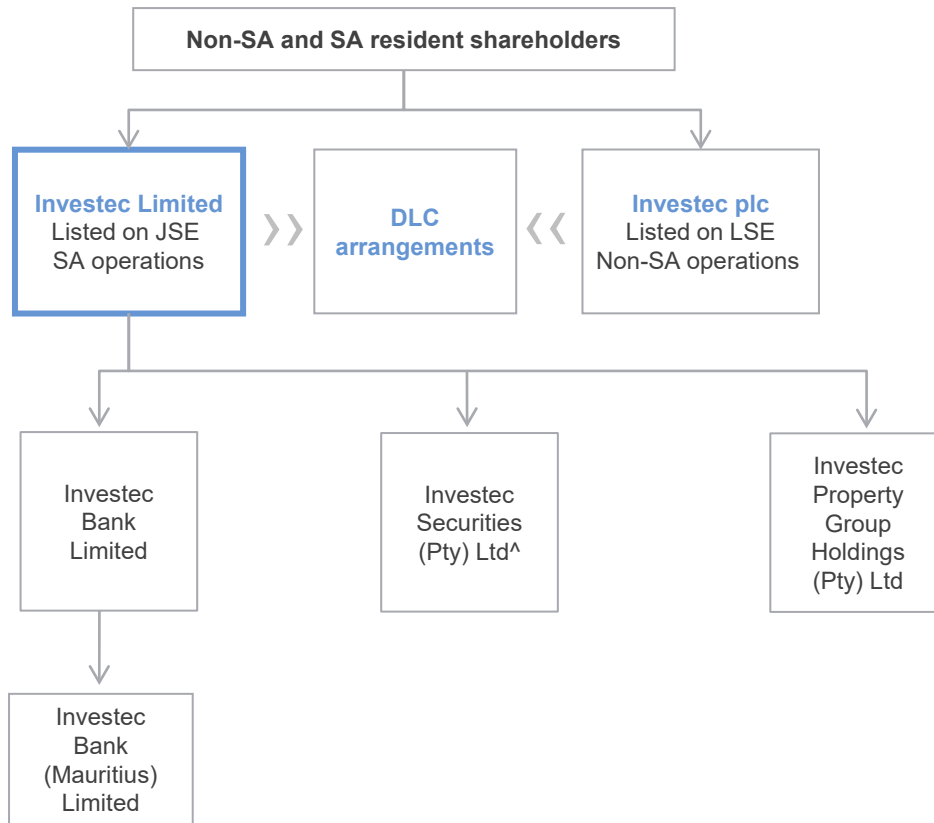 Non-SA and SA resident shareholders
Investec Limited
Listed on JSE
SA operations
DLC
arrangements
Investec plc
Listed on LSE
Non-SA operations
Investec
Bank
Limited
Investec
Securities
(Pty) Ltd^
Investec
Property
Group
Holdings
(Pty) Ltd
Investec
Bank
(Mauritius)
Limited